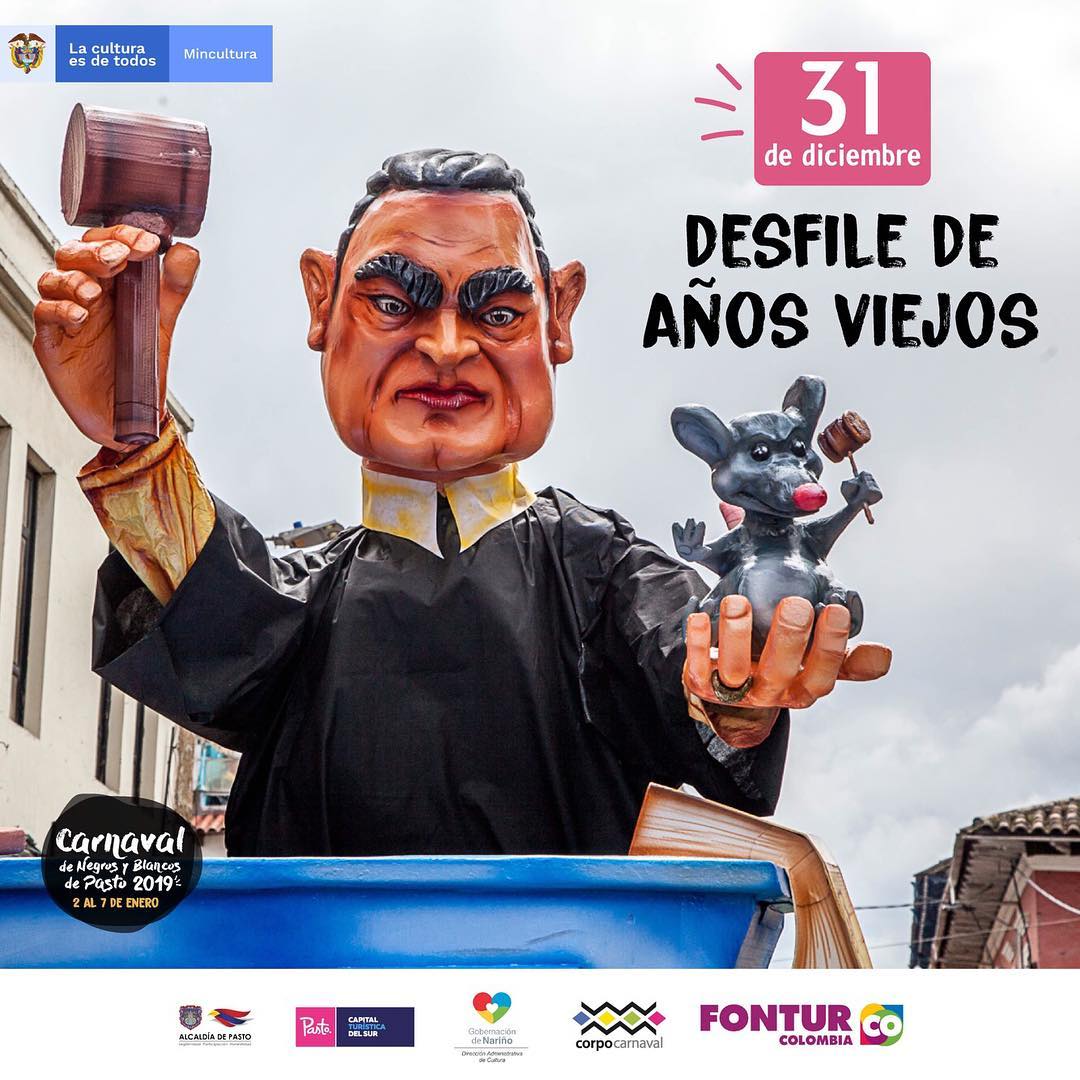 La cultura
es de todos
Mincultura
31
de diciembre
DESFILE DE
AÑOS VIEJOS
Carnaval
de Negros y Blancos
de Pasto 2019
2 AL 7 DE ENERO
ALCALDÍA DE PASTO
Pasto
CAPITAL
TURÍSTICA
DEL SUR
Gobernación
de Nariño
Dirección Administrativa
de Cultura
corpocarnaval
FONTUR
COLOMBIA
CO